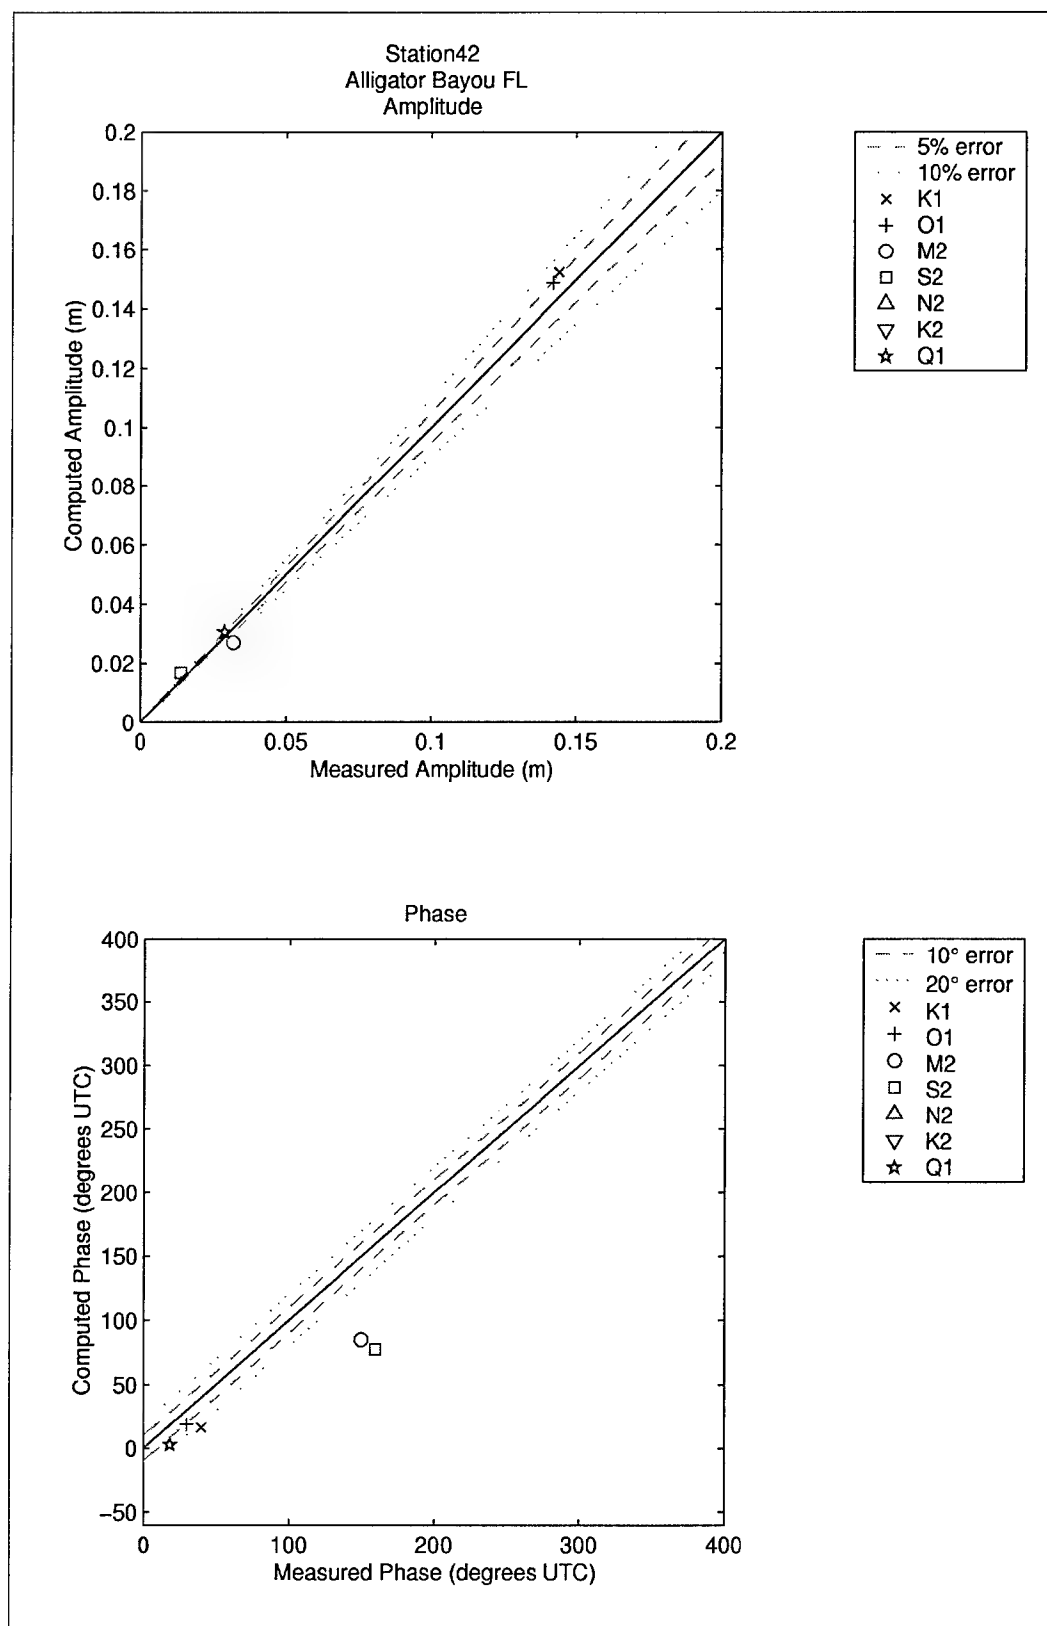 Station42
Alligator Bayou FL
Amplitude
0.2
0.18
0.16
0.14
0.12
0.1
0.08
0.06
0.04
0.02
0
Computed Amplitude (m)
0
0.05
0.1
0.15
0.2
Measured Amplitude (m)
5% error
10% error
K1
O1
M2
S2
N2
K2
Q1
Phase
400
350
300
250
200
150
100
50
0
−50
Computed Phase (degrees UTC)
0
100
200
300
400
Measured Phase (degrees UTC)
10° error
20° error
K1
O1
M2
S2
N2
K2
Q1